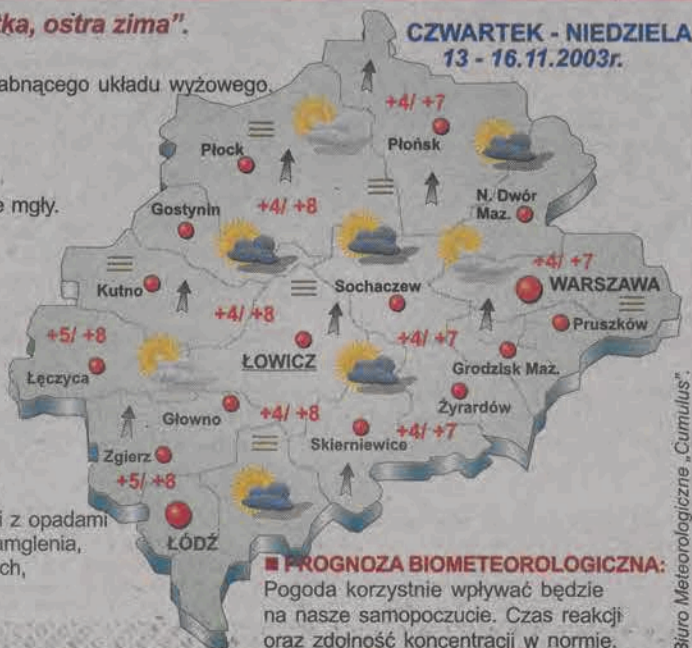 tka, ostra zima”.
CZWARTEK - NIEDZIELA
13 - 16.11.2003r.
abnącego układu wyżowego.
+4/ +7
Płońsk
Płock
e mgły.
N. Dwór
Maz.
Gostynin
+4/ +8
+4/ +7
WARSZAWA
Kutno
Sochaczew
+4/ +8
Pruszków
+5/ +8
ŁOWICZ
+4/ +7
Grodzisk Maz.
Łęczyca
Żyrardów
Głowno
+4/ +8
Skierniewice
+4/ +7
Zgierz
+5/ +8
ŁÓDŹ
i z opadami
amglenia,
ch,
■ PROGNOZA BIOMETEOROLOGICZNA:
Pogoda korzystnie wpływać będzie
na nasze samopoczucie. Czas reakcji
oraz zdolność koncentracji w normie.
Biuro Meteorologiczne „Cumulus”.